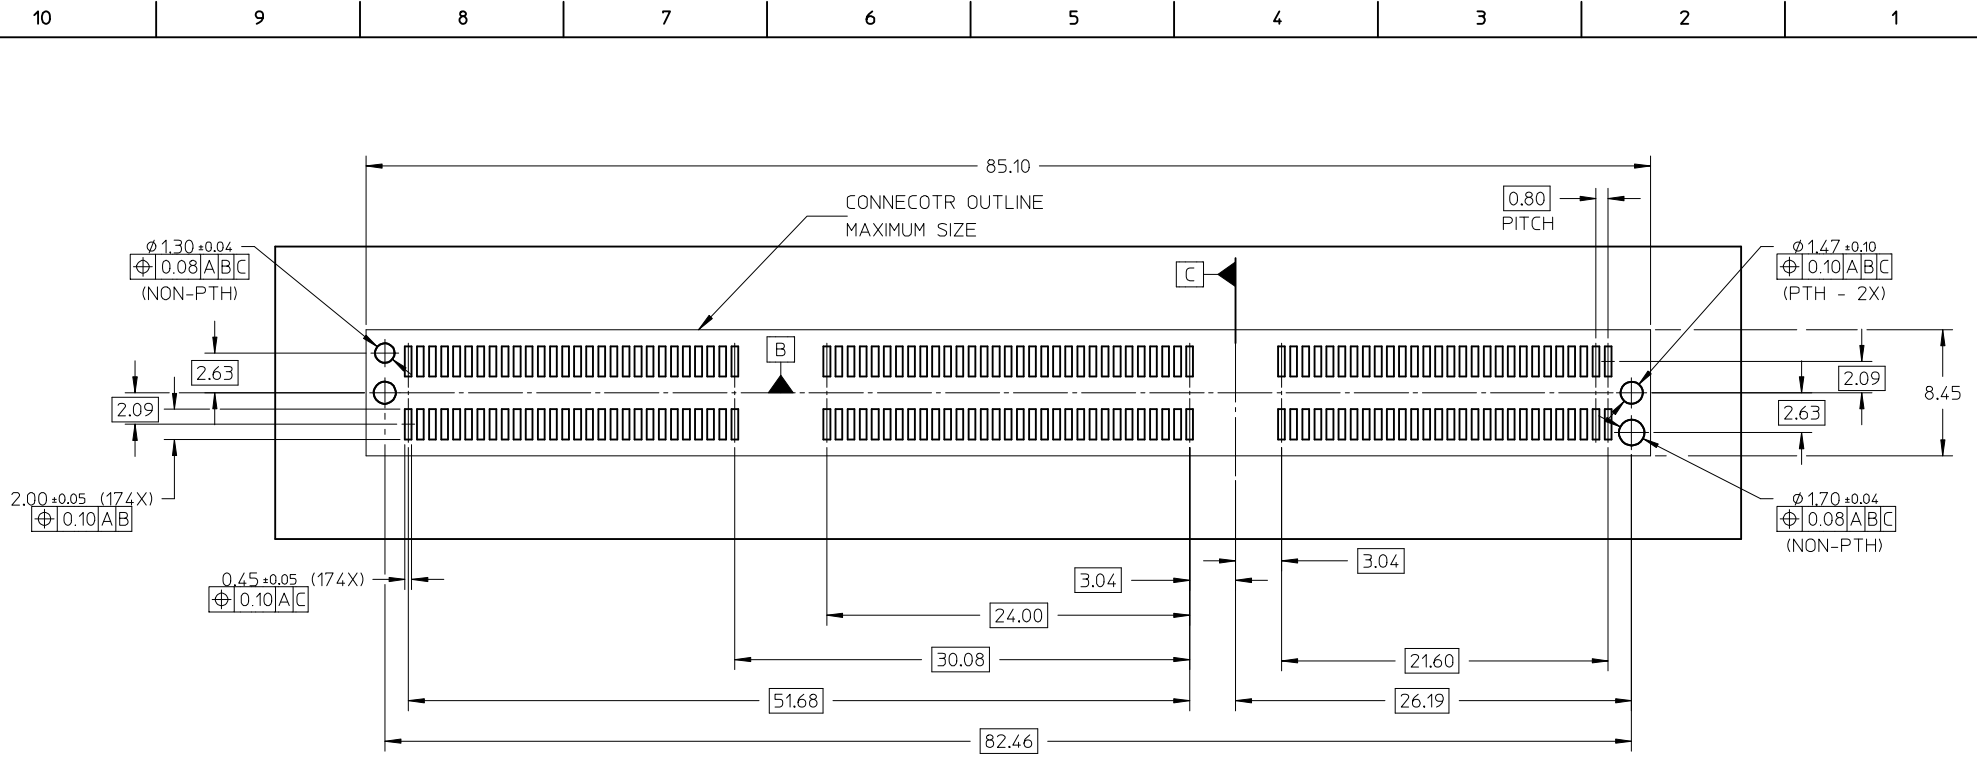 10 9 8 7 6 5 4 3 2 1
85.10
CONNECOTR OUTLINE
MAXIMUM SIZE
0.80
PITCH
⌀1.30 ±0.04
⌖ 0.08 A B C
(NON-PTH)
C
⌀1.47 ±0.10
⌖ 0.10 A B C
(PTH - 2X)
B
2.63
2.09
2.09
2.63
8.45
2.00 ±0.05 (174X)
⌖ 0.10 A B
⌀1.70 ±0.04
⌖ 0.08 A B C
(NON-PTH)
0.45 ±0.05 (174X)
⌖ 0.10 A C
3.04
3.04
24.00
30.08
21.60
51.68
26.19
82.46